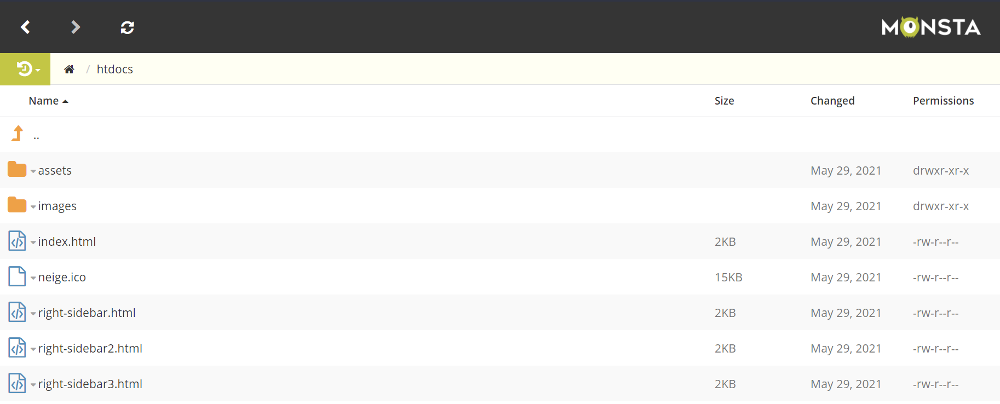 MONSTA
/ htdocs
Name Size Changed Permissions
..
assets May 29, 2021 drwxr-xr-x
images May 29, 2021 drwxr-xr-x
index.html 2KB May 29, 2021 -rw-r--r--
neige.ico 15KB May 29, 2021 -rw-r--r--
right-sidebar.html 2KB May 29, 2021 -rw-r--r--
right-sidebar2.html 2KB May 29, 2021 -rw-r--r--
right-sidebar3.html 2KB May 29, 2021 -rw-r--r--